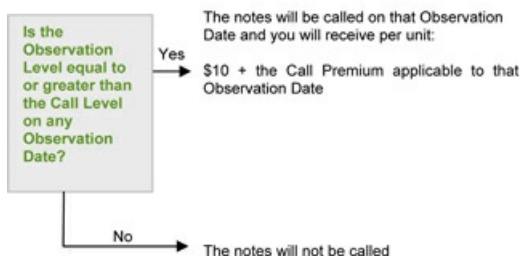 Is the
Observation
Level equal to
or greater than
the Call Level
on any
Observation
Date?
Yes
The notes will be called on that Observation
Date and you will receive per unit:
$10 + the Call Premium applicable to that
Observation Date
No
The notes will not be called